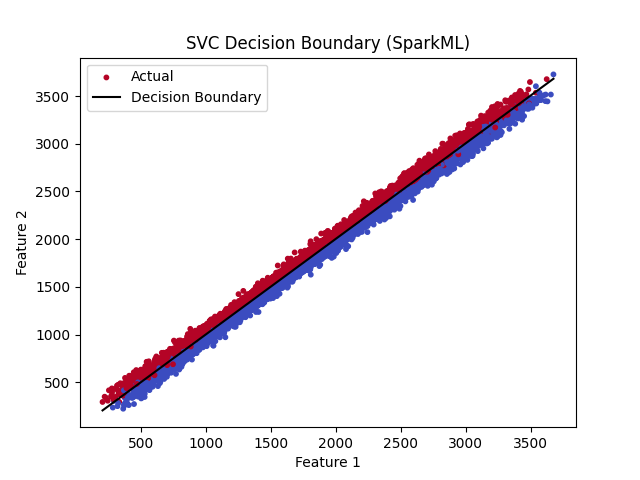 SVC Decision Boundary (SparkML)
Actual
Decision Boundary
Feature 2
3500
3000
2500
2000
1500
1000
500
500 1000 1500 2000 2500 3000 3500
Feature 1